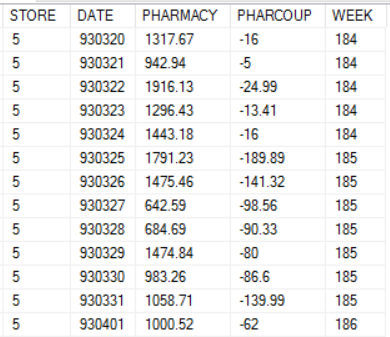 STORE DATE PHARMACY PHARCOUP WEEK
5 930320 1317.67 -16 184
5 930321 942.94 -5 184
5 930322 1916.13 -24.99 184
5 930323 1296.43 -13.41 184
5 930324 1443.18 -16 184
5 930325 1791.23 -189.89 185
5 930326 1475.46 -141.32 185
5 930327 642.59 -98.56 185
5 930328 684.69 -90.33 185
5 930329 1474.84 -80 185
5 930330 983.26 -86.6 185
5 930331 1058.71 -139.99 185
5 930401 1000.52 -62 186